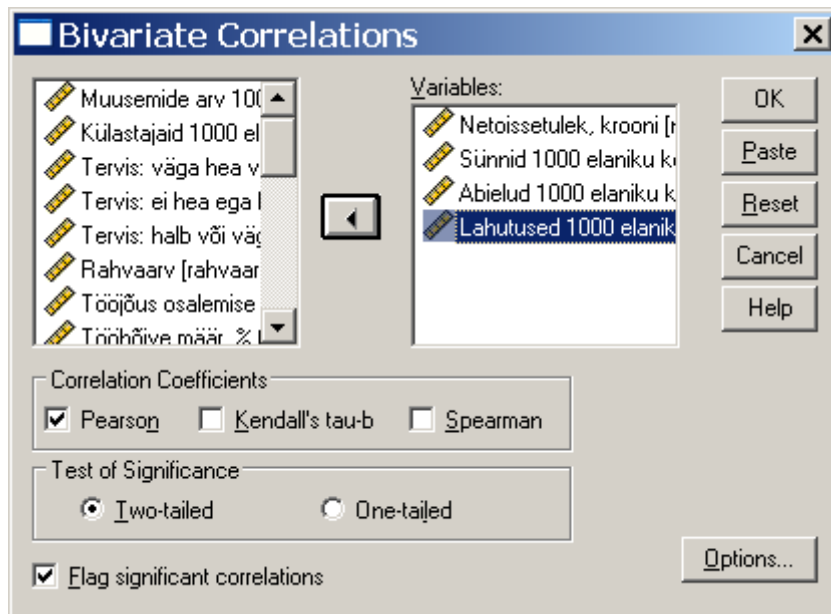 Bivariate Correlations
Muusemide arv 100
Külastajaid 1000 el
Tervis: väga hea v
Tervis: ei hea ega
Tervis: halb või väg
Rahvaarv [rahvaar
Tööjõus osalemise
Tööhõive määr, %
Variables:
Netoissetulek, krooni [r
Sünnid 1000 elaniku k
Abielud 1000 elaniku k
Lahutused 1000 elanik
OK
Paste
Reset
Cancel
Help
Correlation Coefficients
Pearson
Kendall's tau-b
Spearman
Test of Significance
Two-tailed
One-tailed
Flag significant correlations
Options...